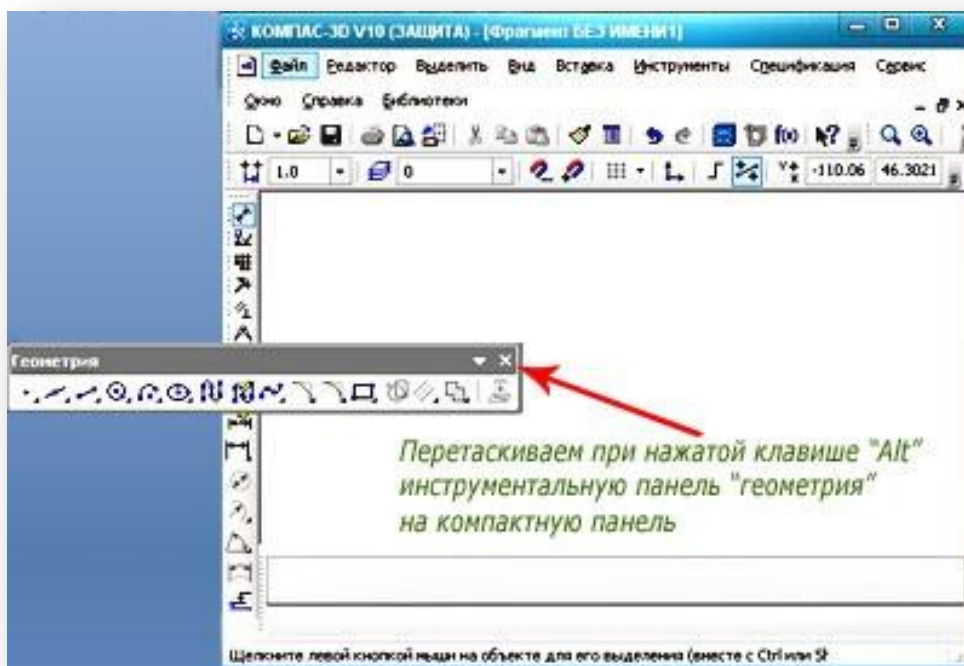 КОМПАС-3D V10 (ЗАЩИТА) - [Фрагмент БЕЗ ИМЕНИ1]
Файл Редактор Выделить Вид Вставка Инструменты Спецификация Сервис
Окно Справка Библиотеки
f(x)
1.0 0 -110.06 46.3021
Геометрия
Перетаскиваем при нажатой клавише "Alt"
инструментальную панель "геометрия"
на компактную панель
Щелкните левой кнопкой мыши на объекте для его выделения (вместе с Ctrl или Sh